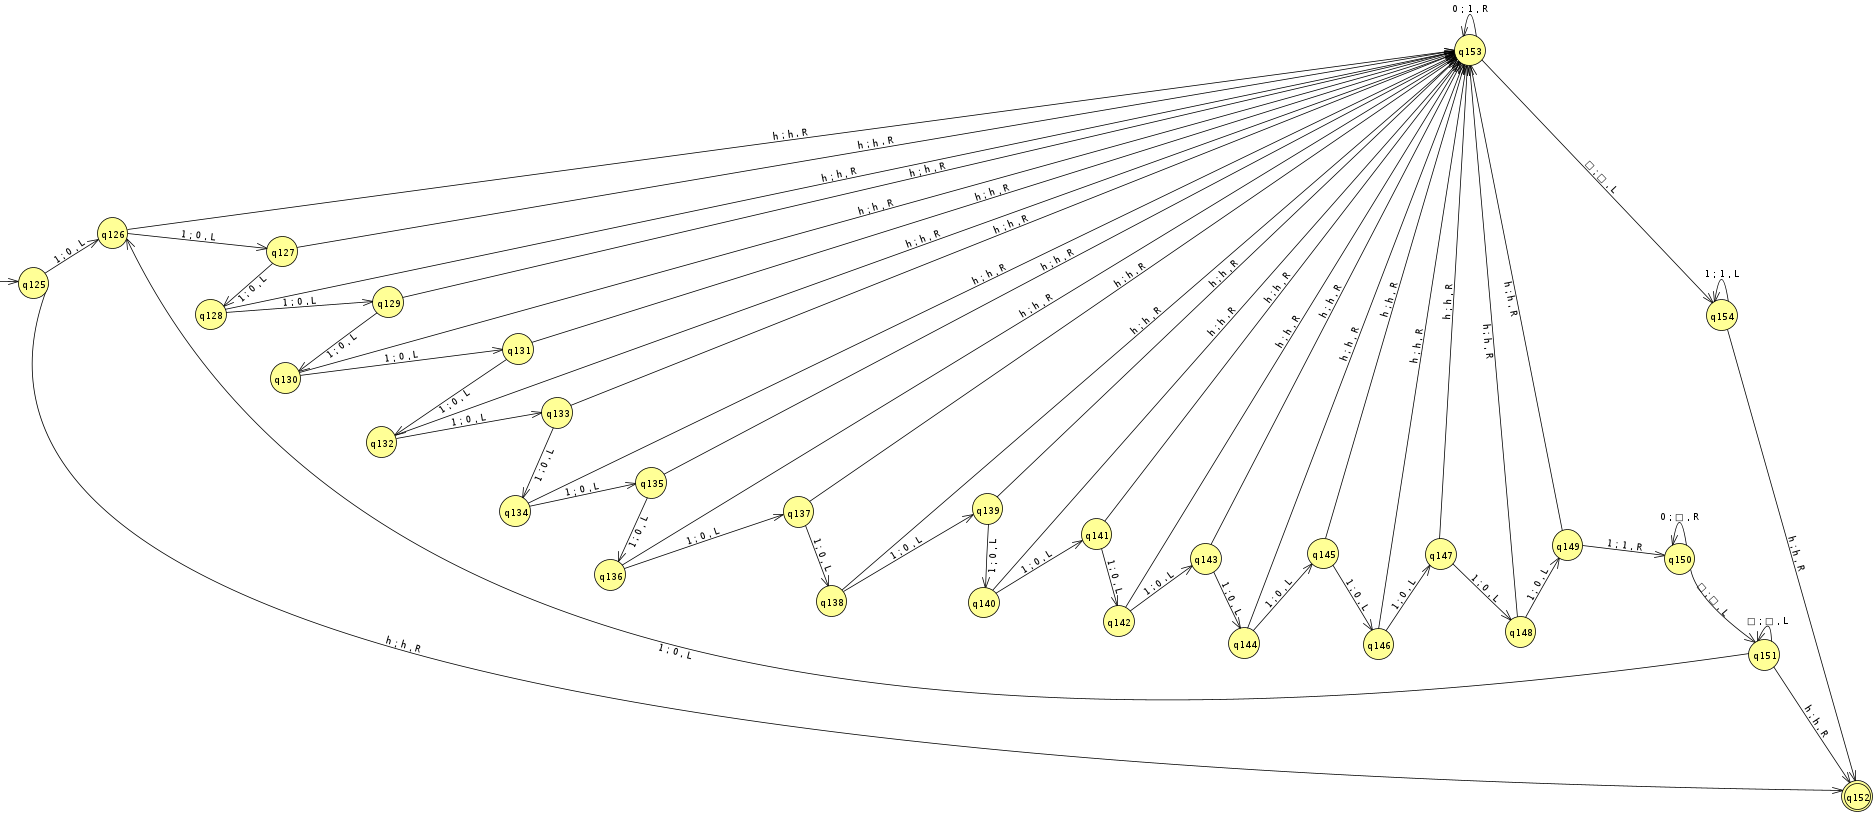 0 ; 1 , R
q153
h ; h , R
h ; h , R
h ; h , R
h ; h , R
□ ; □ , L
h ; h , R
h ; h , R
q126
1 ; 0 , L
1 ; 0 , L
h ; h , R
h ; h , R
q127
h ; h , R
h ; h , R
h ; h , R
h ; h , R
1 ; 1 , L
q125
1 ; 0 , L
h ; h , R
h ; h , R
h ; h , R
h ; h , R
h ; h , R
h ; h , R
q129
1 ; 0 , L
h ; h , R
h ; h , R
q128
q154
h ; h , R
h ; h , R
h ; h , R
h ; h , R
h ; h , R
1 ; 0 , L
q131
1 ; 0 , L
q130
1 ; 0 , L
q133
1 ; 0 , L
q132
1 ; 0 , L
q135
1 ; 0 , L
q134
q139
q137
0 ; □ , R
1 ; 0 , L
1 ; 0 , L
q141
1 ; 0 , L
1 ; 1 , R
q149
h ; h , R
1 ; 0 , L
1 ; 0 , L
1 ; 0 , L
q145
q147
q143
q150
q136
1 ; 0 , L
1 ; 0 , L
1 ; 0 , L
1 ; 0 , L
1 ; 0 , L
1 ; 0 , L
1 ; 0 , L
1 ; 0 , L
1 ; 0 , L
□ ; □ , L
q138
q140
q142
□ ; □ , L
q148
q144
q146
h ; h , R
1 ; 0 , L
q151
h ; h , R
q152